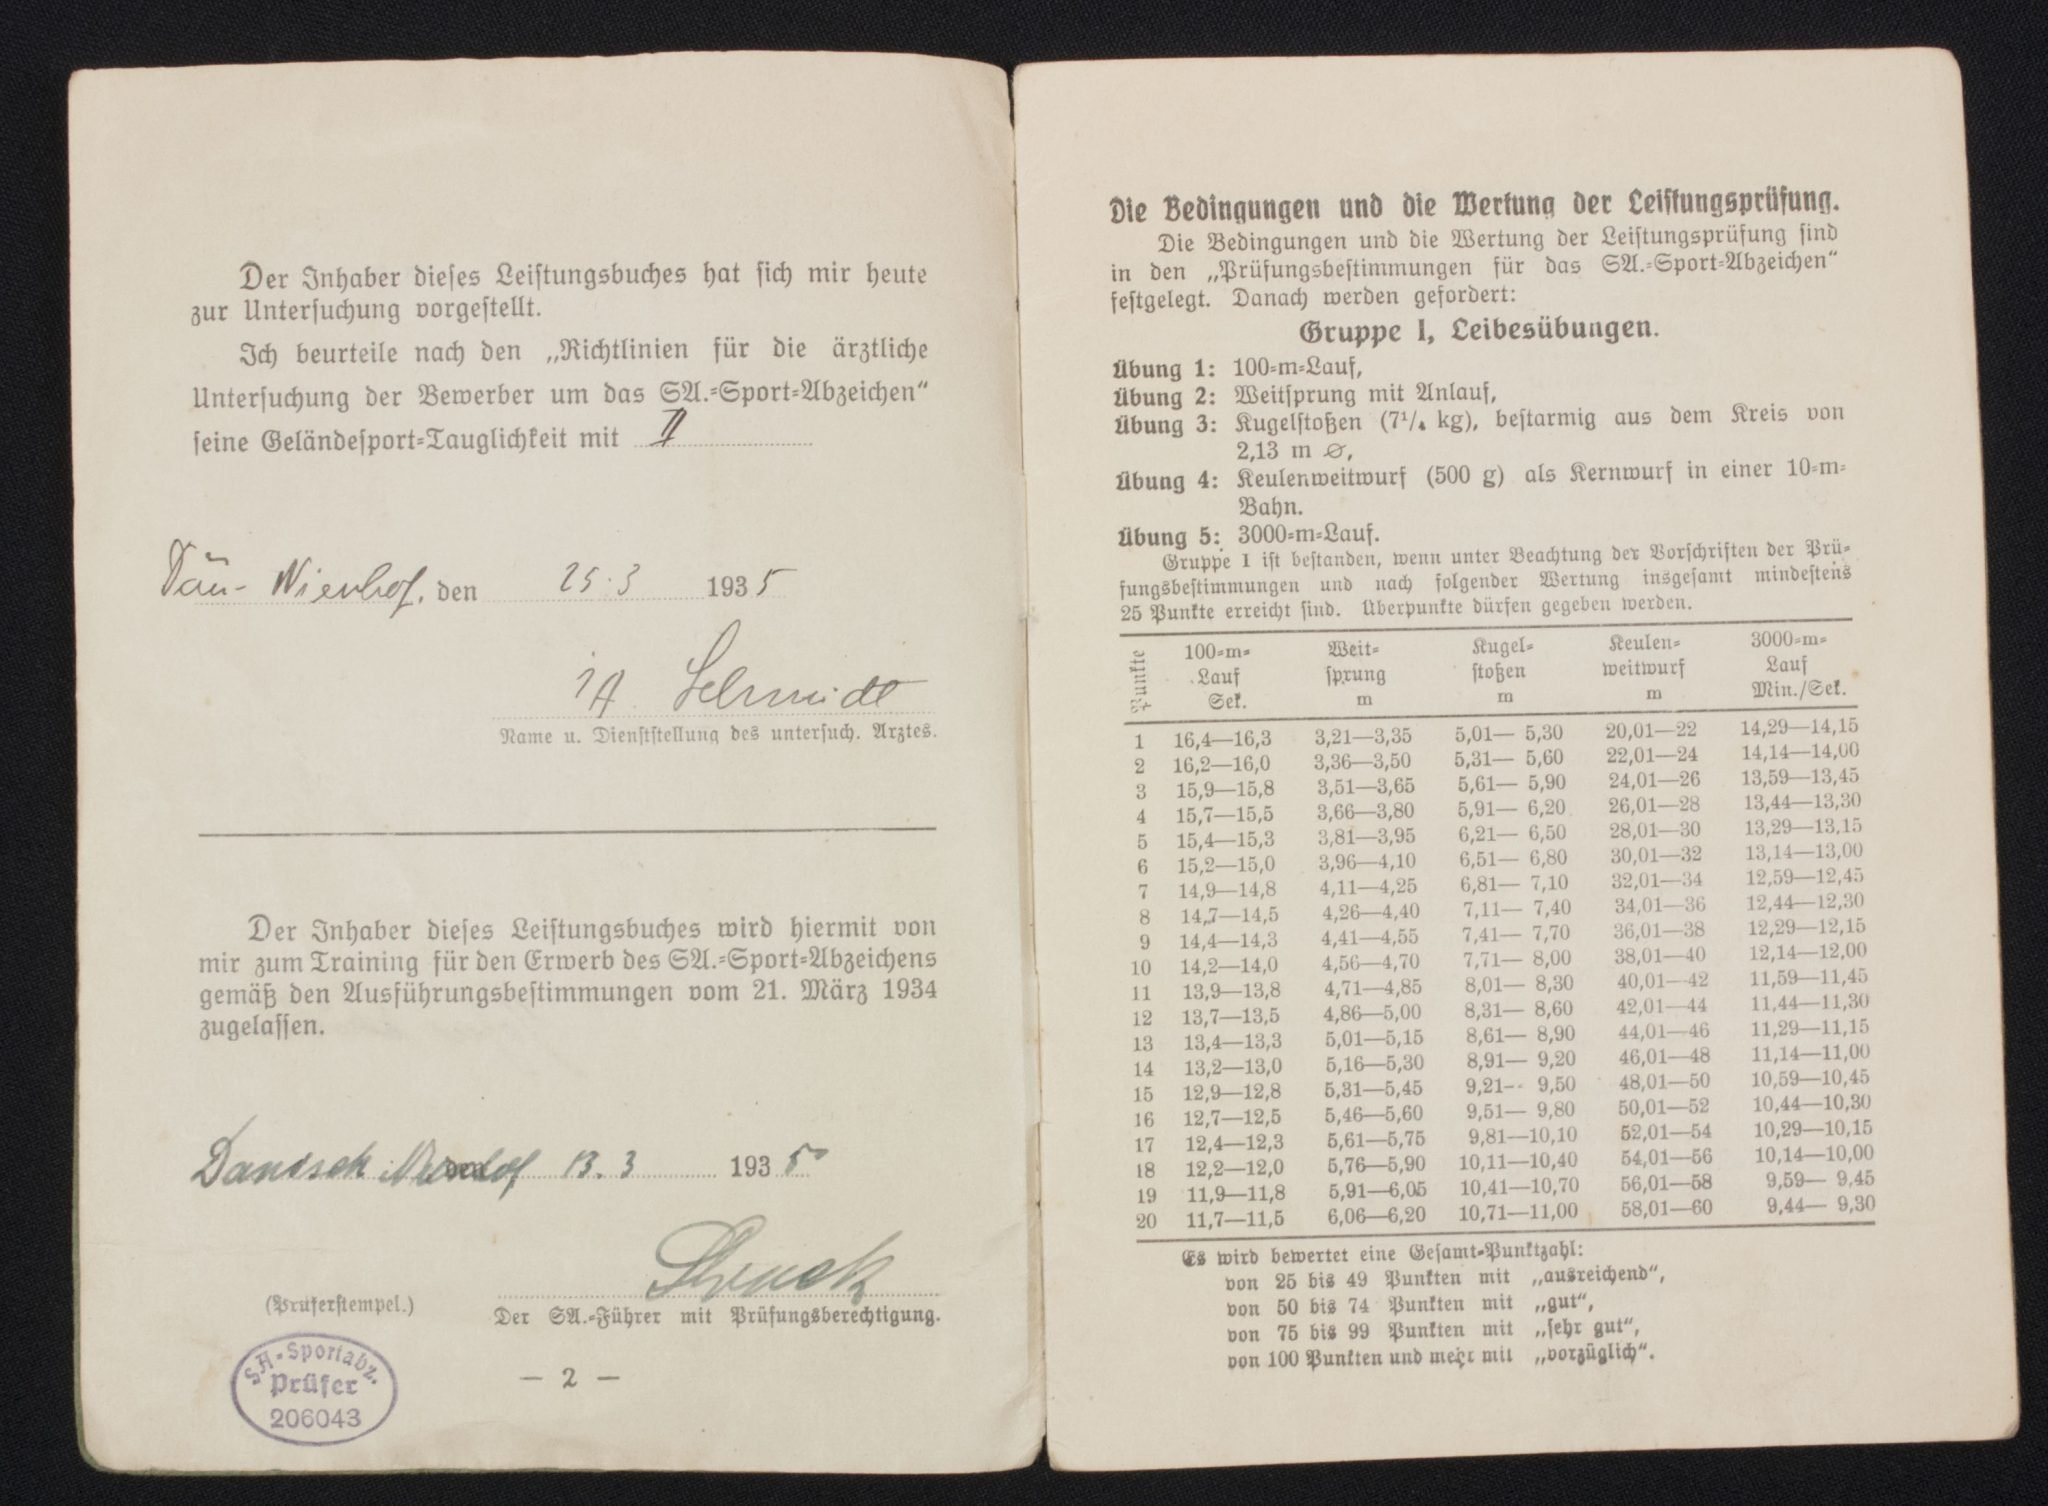 Der Inhaber dieses Leistungsbuches hat sich mir heute
zur Untersuchung vorgestellt.
Ich beurteile nach den „Richtlinien für die ärztliche
Untersuchung der Bewerber um das SA.-Sport-Abzeichen“
seine Geländesport-Tauglichkeit mit II
Dän-Nienhof, den 25.3 1935
iA Schmidt
Name u. Dienststellung des untersuch. Arztes.
Der Inhaber dieses Leistungsbuches wird hiermit von
mir zum Training für den Erwerb des SA.-Sport-Abzeichens
gemäß den Ausführungsbestimmungen vom 21. März 1934
zugelassen.
13.3 1935
(Prüferstempel.)
Der SA.-Führer mit Prüfungsberechtigung.
SA-Sportabz.
Prüfer
206043
— 2 —
Die Bedingungen und die Wertung der Leistungsprüfung.
Die Bedingungen und die Wertung der Leistungsprüfung sind
in den „Prüfungsbestimmungen für das SA.-Sport-Abzeichen“
festgelegt. Danach werden gefordert:
Gruppe I, Leibesübungen.
Übung 1: 100-m-Lauf,
Übung 2: Weitsprung mit Anlauf,
Übung 3: Kugelstoßen (7¼ kg), bestarmig aus dem Kreis von
2,13 m ⌀,
Übung 4: Keulenweitwurf (500 g) als Kernwurf in einer 10-m-
Bahn.
Übung 5: 3000-m-Lauf.
Gruppe I ist bestanden, wenn unter Beachtung der Vorschriften der Prü-
fungsbestimmungen und nach folgender Wertung insgesamt mindestens
25 Punkte erreicht sind. Überpunkte dürfen gegeben werden.
Punkte 100-m-Lauf Sek. Weitsprung m Kugelstoßen m Keulenweitwurf m 3000-m-Lauf Min./Sek.
1 16,4—16,3 3,21—3,35 5,01— 5,30 20,01—22 14,29—14,15
2 16,2—16,0 3,36—3,50 5,31— 5,60 22,01—24 14,14—14,00
3 15,9—15,8 3,51—3,65 5,61— 5,90 24,01—26 13,59—13,45
4 15,7—15,5 3,66—3,80 5,91— 6,20 26,01—28 13,44—13,30
5 15,4—15,3 3,81—3,95 6,21— 6,50 28,01—30 13,29—13,15
6 15,2—15,0 3,96—4,10 6,51— 6,80 30,01—32 13,14—13,00
7 14,9—14,8 4,11—4,25 6,81— 7,10 32,01—34 12,59—12,45
8 14,7—14,5 4,26—4,40 7,11— 7,40 34,01—36 12,44—12,30
9 14,4—14,3 4,41—4,55 7,41— 7,70 36,01—38 12,29—12,15
10 14,2—14,0 4,56—4,70 7,71— 8,00 38,01—40 12,14—12,00
11 13,9—13,8 4,71—4,85 8,01— 8,30 40,01—42 11,59—11,45
12 13,7—13,5 4,86—5,00 8,31— 8,60 42,01—44 11,44—11,30
13 13,4—13,3 5,01—5,15 8,61— 8,90 44,01—46 11,29—11,15
14 13,2—13,0 5,16—5,30 8,91— 9,20 46,01—48 11,14—11,00
15 12,9—12,8 5,31—5,45 9,21— 9,50 48,01—50 10,59—10,45
16 12,7—12,5 5,46—5,60 9,51— 9,80 50,01—52 10,44—10,30
17 12,4—12,3 5,61—5,75 9,81—10,10 52,01—54 10,29—10,15
18 12,2—12,0 5,76—5,90 10,11—10,40 54,01—56 10,14—10,00
19 11,9—11,8 5,91—6,05 10,41—10,70 56,01—58 9,59— 9,45
20 11,7—11,5 6,06—6,20 10,71—11,00 58,01—60 9,44— 9,30
Es wird bewertet eine Gesamt-Punktzahl:
von 25 bis 49 Punkten mit „ausreichend“,
von 50 bis 74 Punkten mit „gut“,
von 75 bis 99 Punkten mit „sehr gut“,
von 100 Punkten und mehr mit „vorzüglich“.